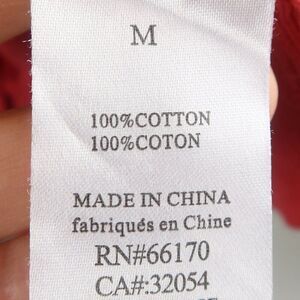 M
100%COTTON
100%COTON
MADE IN CHINA
fabriqués en Chine
RN#66170
CA#:32054